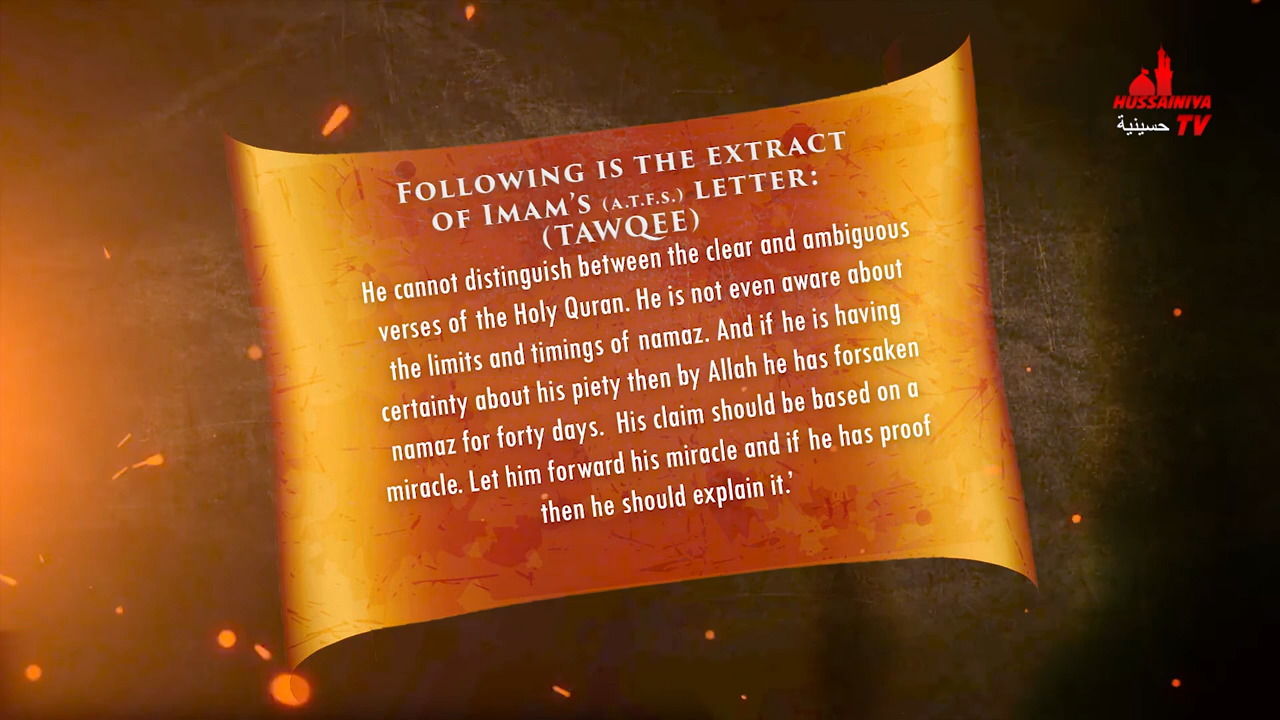 HUSSAINIYA
حسينية TV
FOLLOWING IS THE EXTRACT
OF IMAM'S (A.T.F.S.) LETTER:
(TAWQEE)
He cannot distinguish between the clear and ambiguous
verses of the Holy Quran. He is not even aware about
the limits and timings of namaz. And if he is having
certainty about his piety then by Allah he has forsaken
namaz for forty days.  His claim should be based on a
miracle. Let him forward his miracle and if he has proof
then he should explain it.'